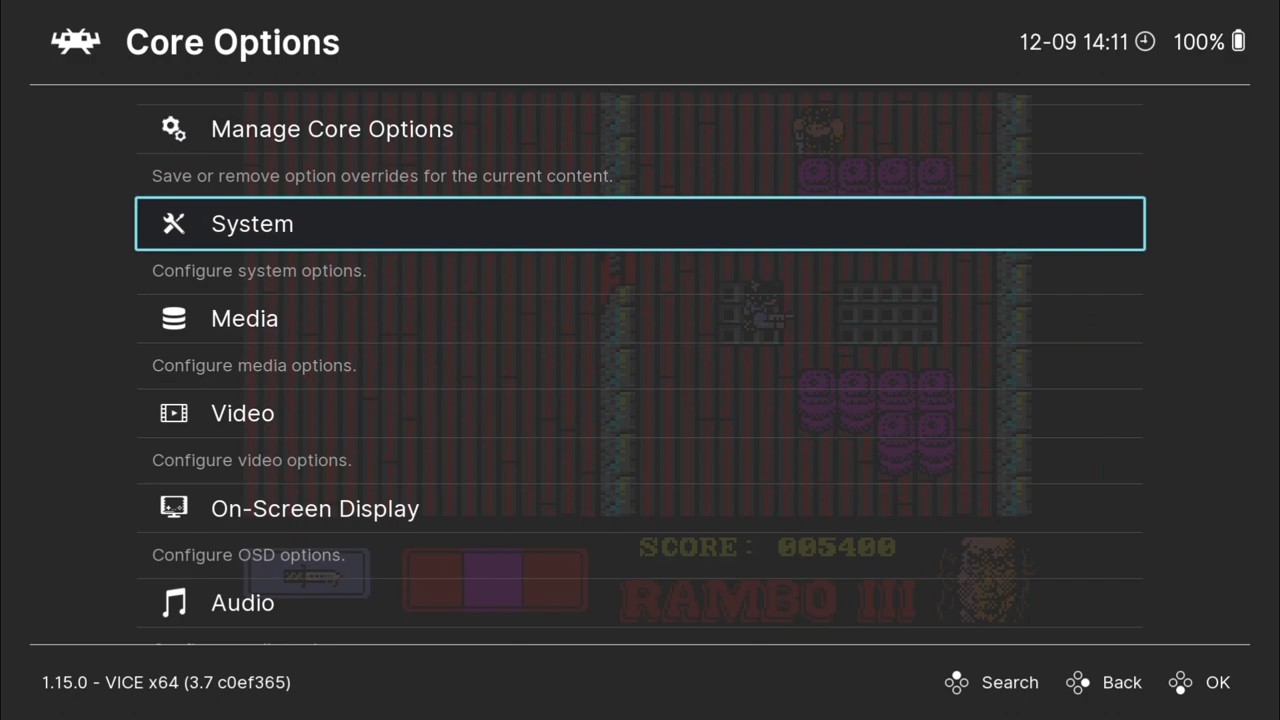 Core Options
12-09 14:11
100%
Manage Core Options
Save or remove option overrides for the current content.
System
Configure system options.
Media
Configure media options.
Video
Configure video options.
On-Screen Display
Configure OSD options.
SCORE: 005400
Audio
RAMBO III
1.15.0 - VICE x64 (3.7 c0ef365)
Search
Back
OK